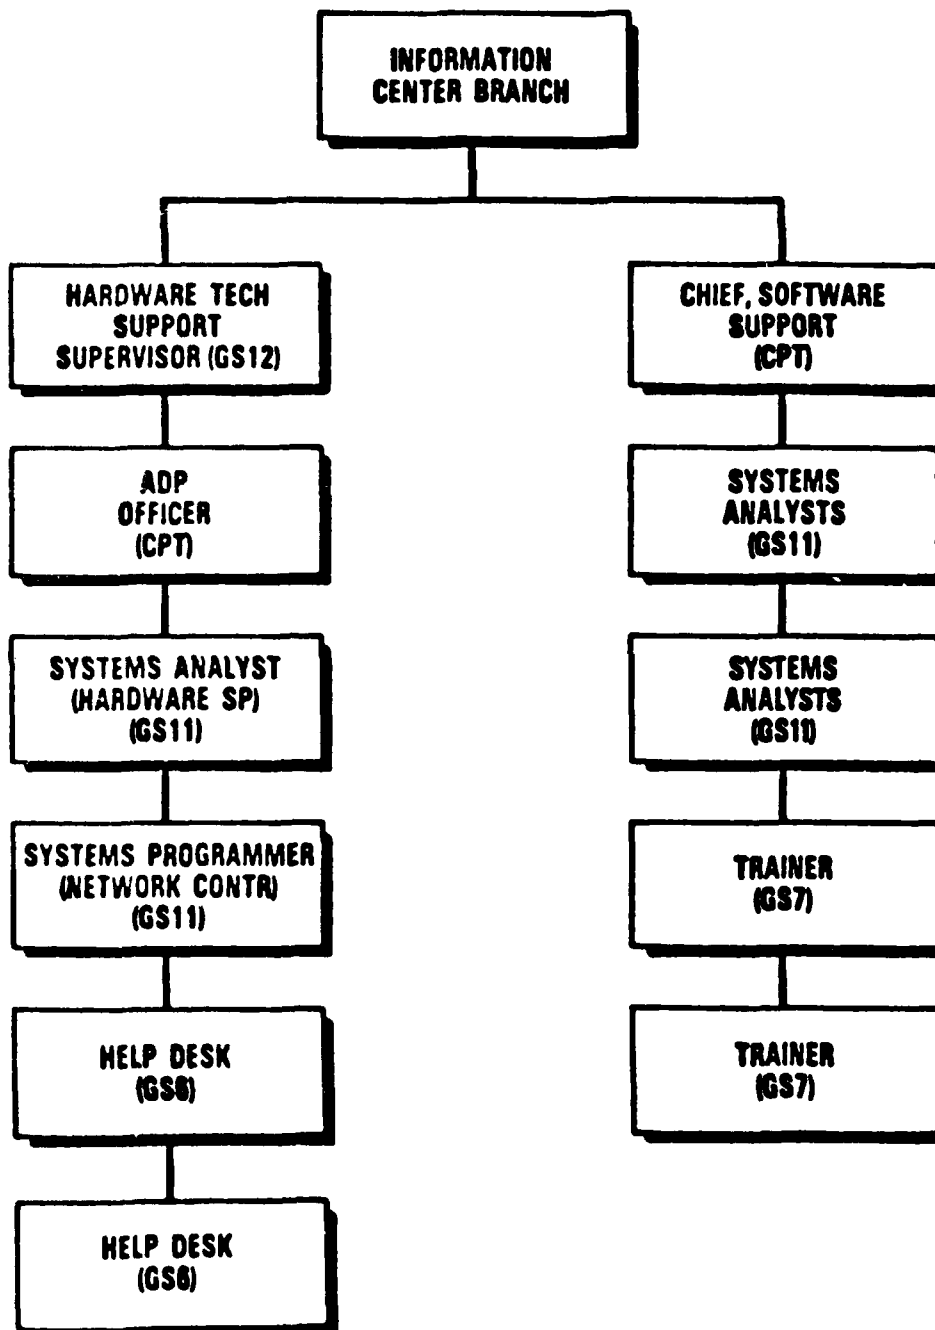 INFORMATION
CENTER BRANCH
HARDWARE TECH
SUPPORT
SUPERVISOR (GS12)
ADP
OFFICER
(CPT)
SYSTEMS ANALYST
(HARDWARE SP)
(GS11)
SYSTEMS PROGRAMMER
(NETWORK CONTR)
(GS11)
HELP DESK
(GS6)
HELP DESK
(GS6)
CHIEF, SOFTWARE
SUPPORT
(CPT)
SYSTEMS
ANALYSTS
(GS11)
SYSTEMS
ANALYSTS
(GS11)
TRAINER
(GS7)
TRAINER
(GS7)